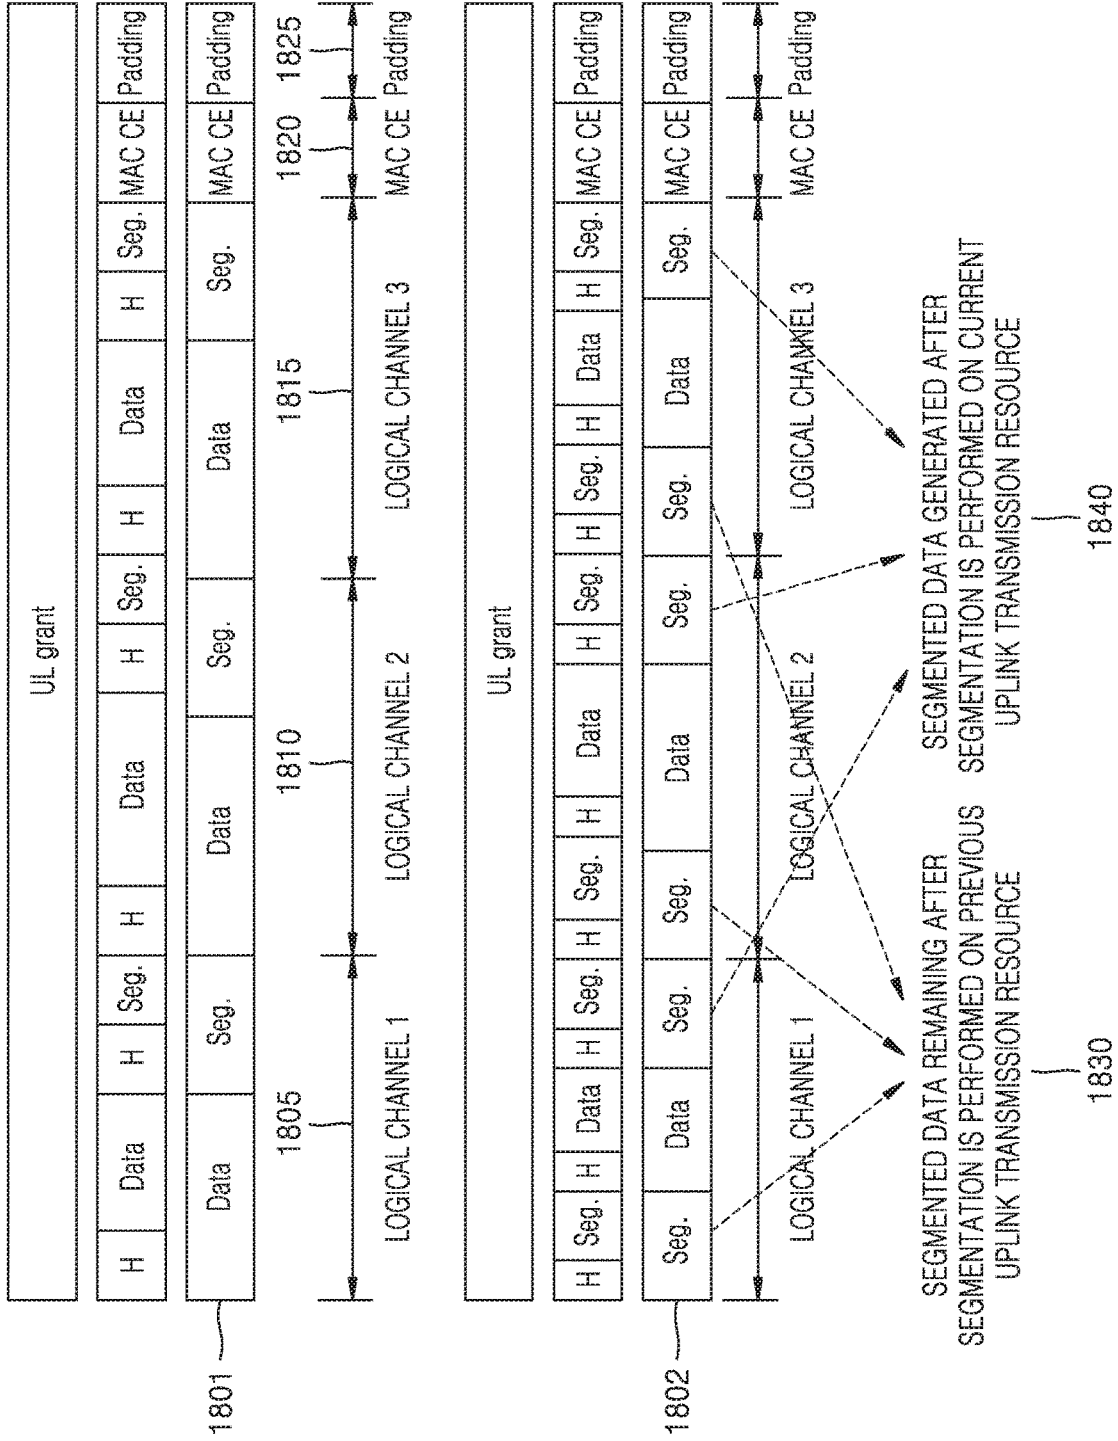 UL grant
H Data H Seg. H Data H Seg. H Data H Seg. MAC CE Padding
1801 Data Seg. Data Seg. Data Seg. MAC CE Padding
1805 1810 1815 1820 1825
LOGICAL CHANNEL 1 LOGICAL CHANNEL 2 LOGICAL CHANNEL 3 MAC CE Padding
UL grant
H Seg. H Data H Seg. H Seg. H Data H Seg. H Seg. H Data H Seg. MAC CE Padding
1802 Seg. Data Seg. Seg. Data Seg. Seg. Data Seg. MAC CE Padding
LOGICAL CHANNEL 1 LOGICAL CHANNEL 2 LOGICAL CHANNEL 3 MAC CE Padding
SEGMENTED DATA REMAINING AFTER
SEGMENTATION IS PERFORMED ON PREVIOUS
UPLINK TRANSMISSION RESOURCE
1830
SEGMENTED DATA GENERATED AFTER
SEGMENTATION IS PERFORMED ON CURRENT
UPLINK TRANSMISSION RESOURCE
1840